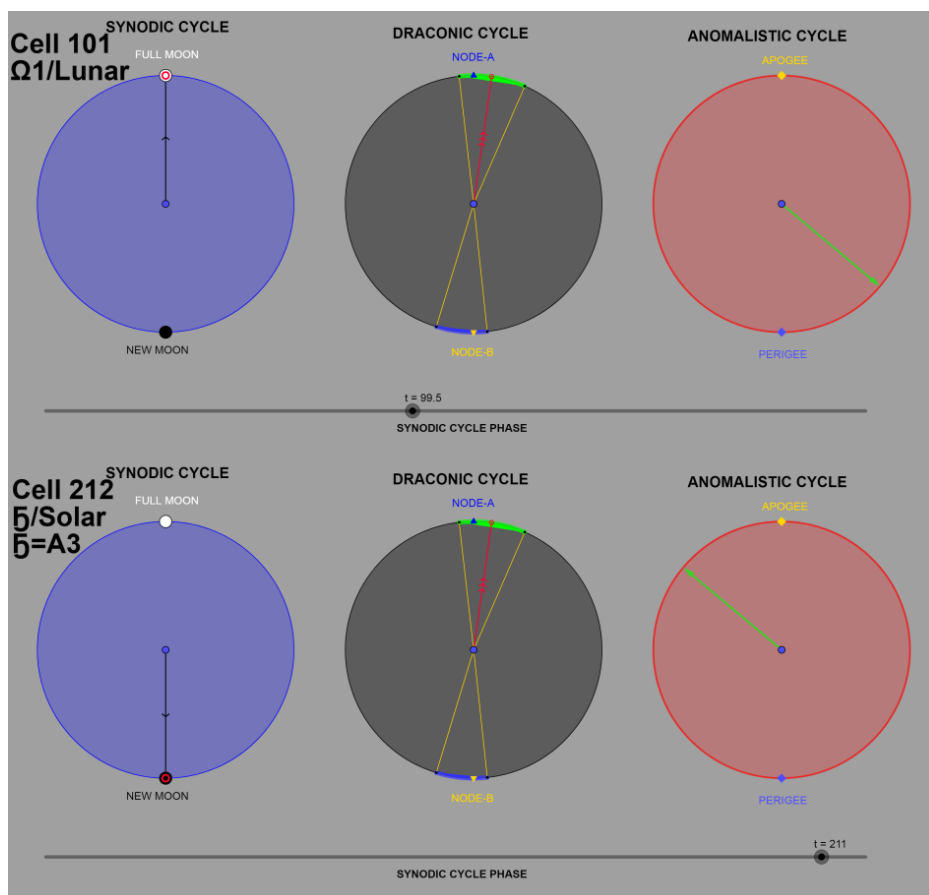 SYNODIC CYCLE
DRACONIC CYCLE
ANOMALISTIC CYCLE
Cell 101
Ω1/Lunar
FULL MOON
NODE-A
APOGEE
NEW MOON
NODE-B
PERIGEE
t = 99.5
SYNODIC CYCLE PHASE
SYNODIC CYCLE
DRACONIC CYCLE
ANOMALISTIC CYCLE
Cell 212
Ҕ/Solar
Ҕ=A3
FULL MOON
NODE-A
APOGEE
NEW MOON
NODE-B
PERIGEE
t = 211
SYNODIC CYCLE PHASE